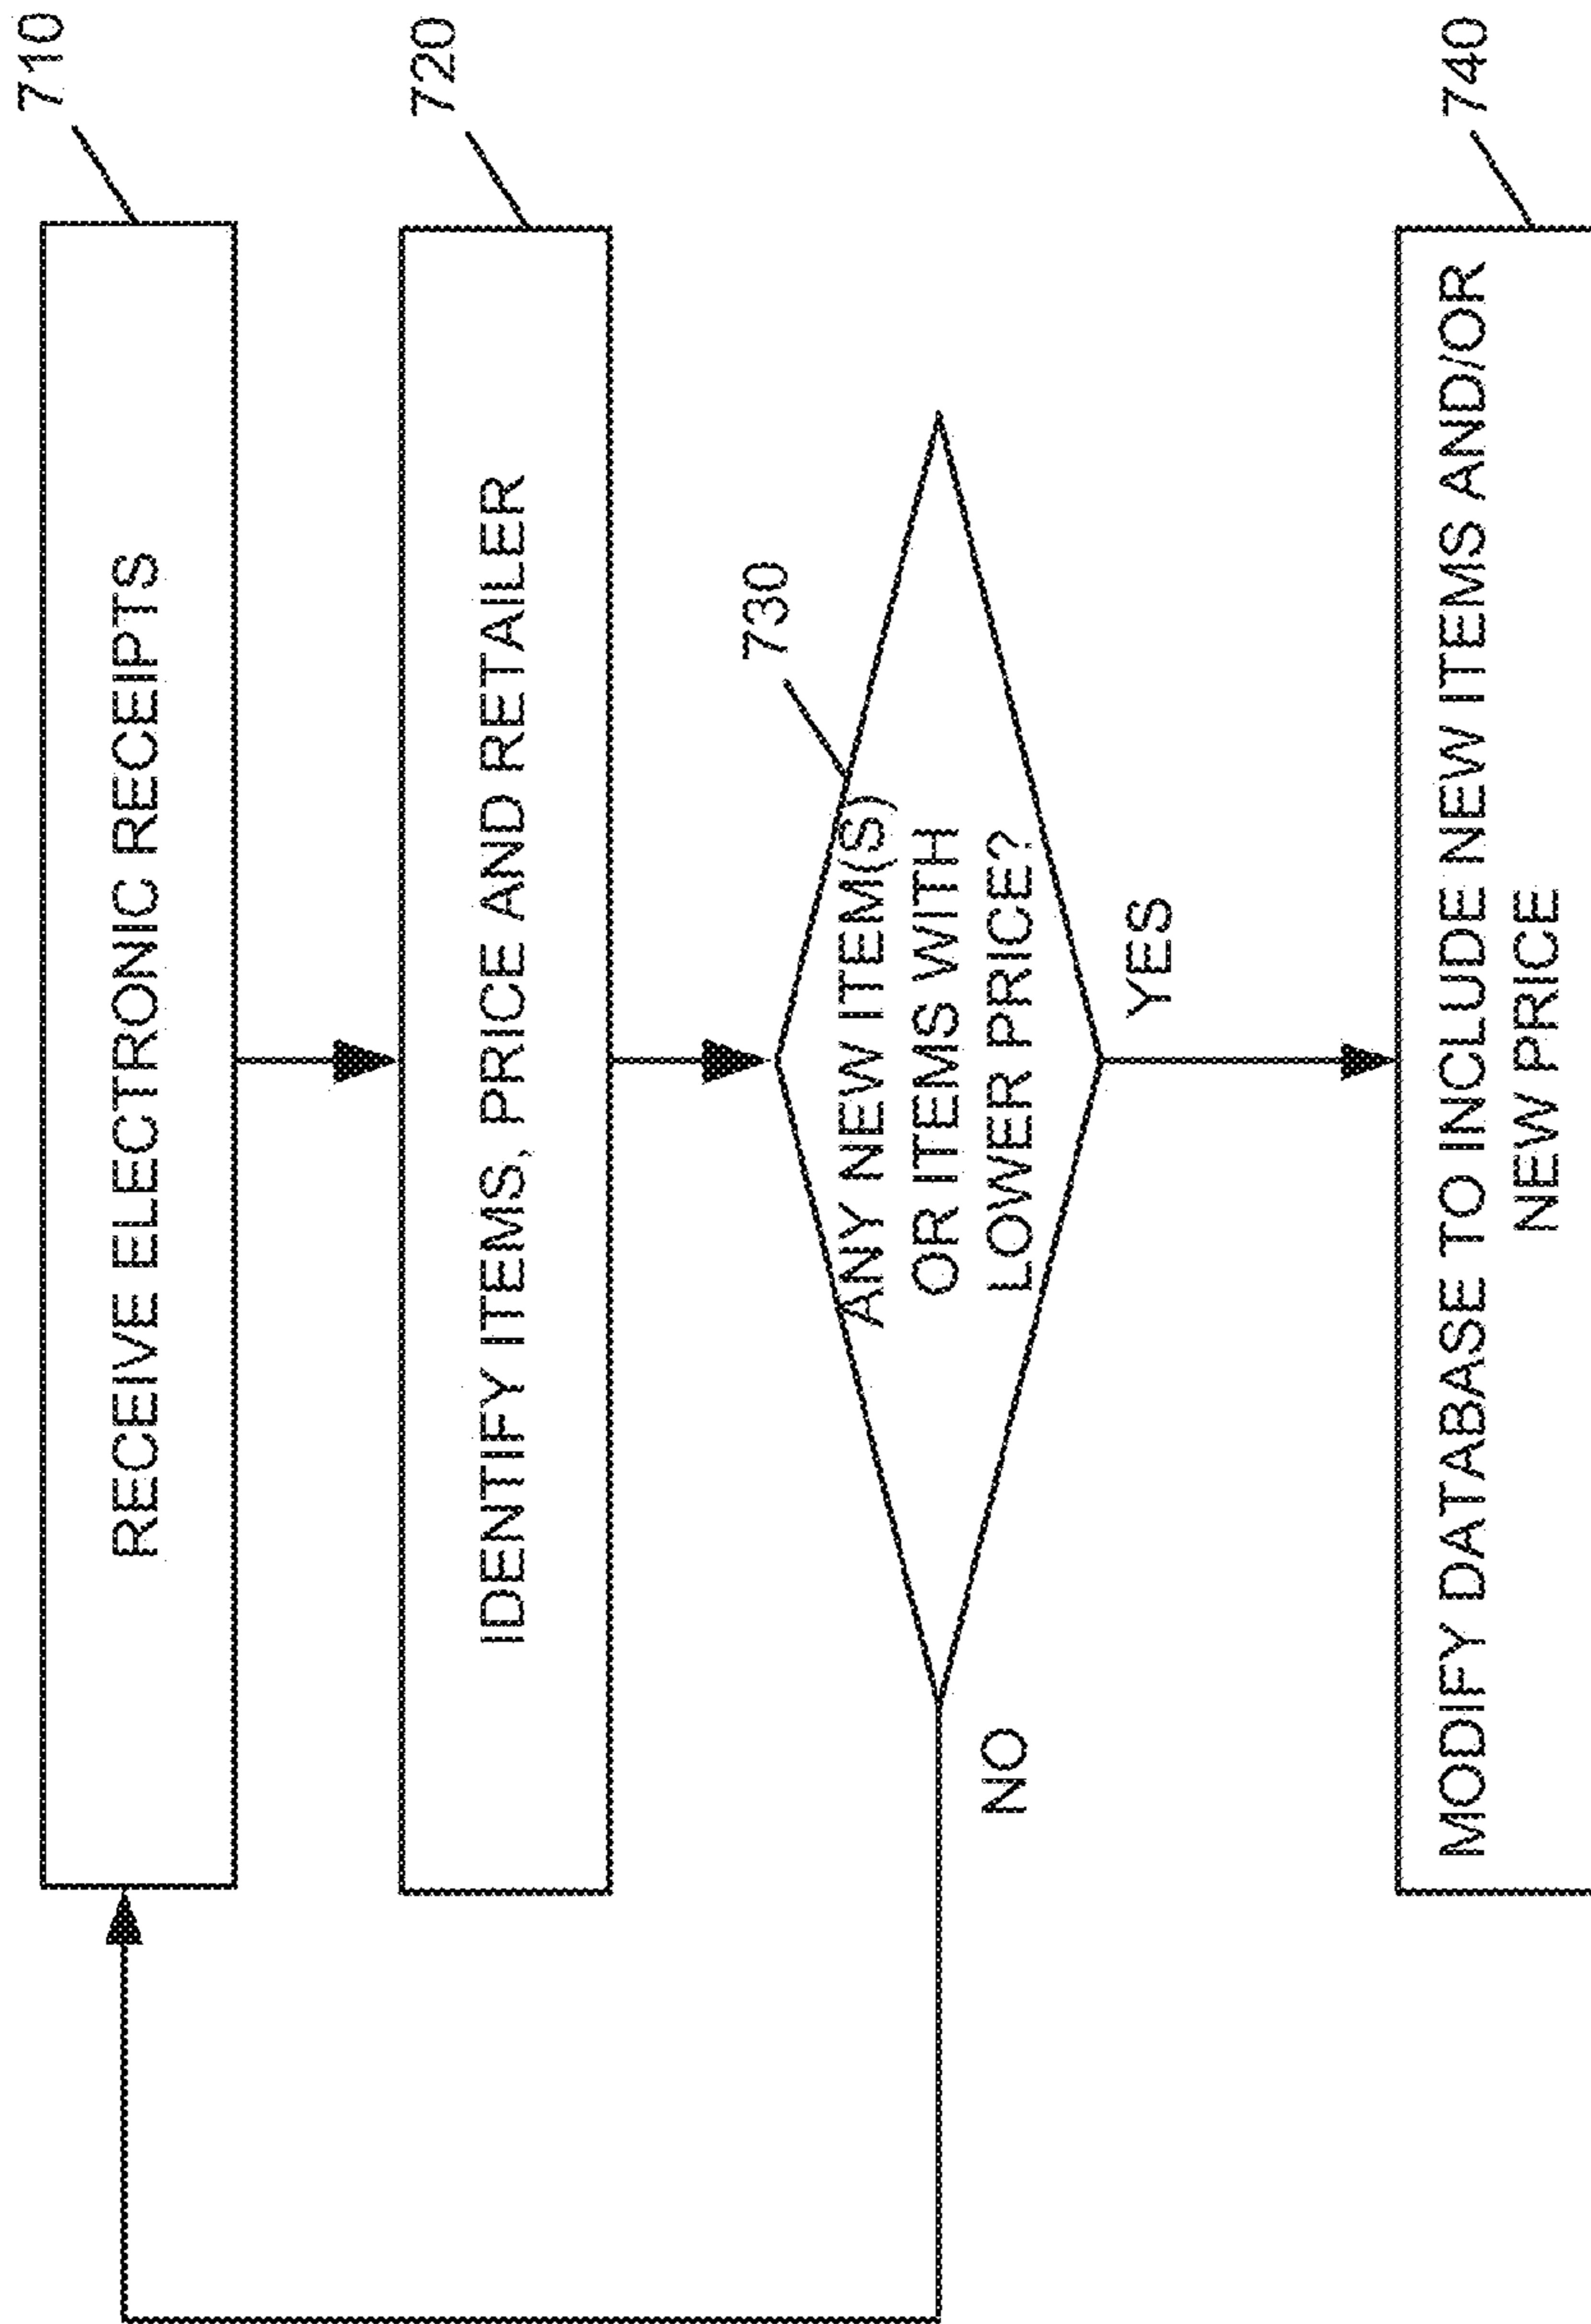 710
RECEIVE ELECTRONIC RECEIPTS
720
IDENTIFY ITEMS, PRICE AND RETAILER
730
ANY NEW ITEM(S)
OR ITEMS WITH
LOWER PRICE?
NO
YES
740
MODIFY DATABASE TO INCLUDE NEW ITEMS AND/OR
NEW PRICE